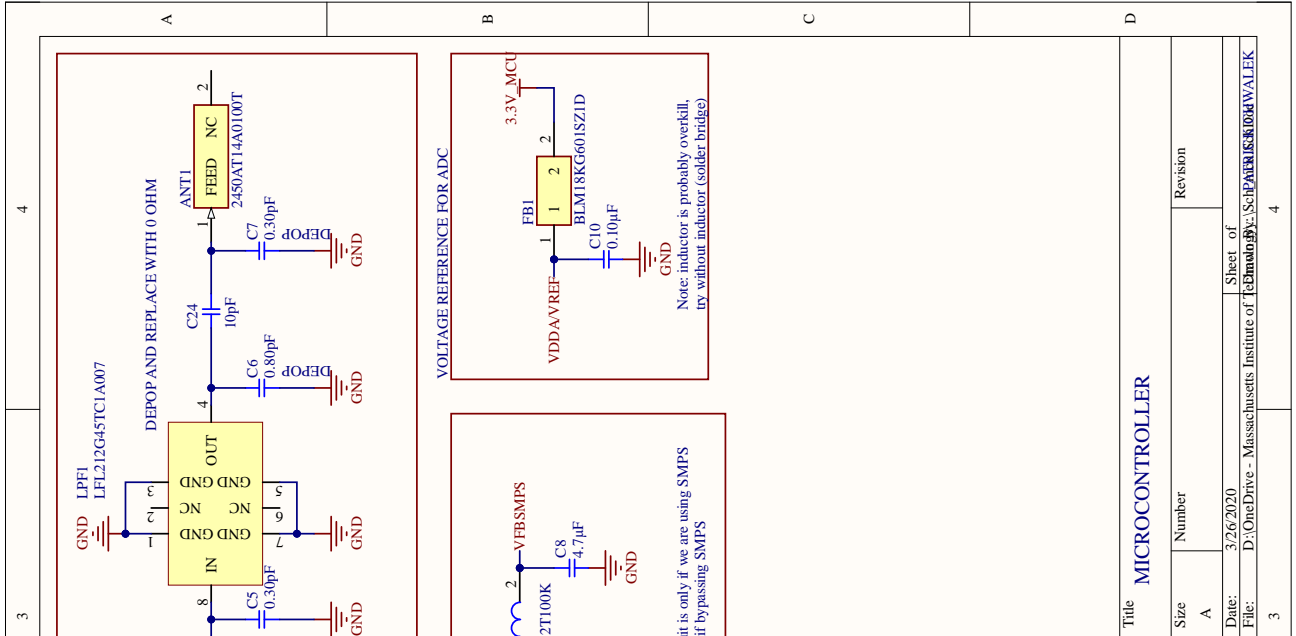 A
B
C
D
4
4
3
3
ANT1
2450AT14A0100T
FEED
NC
1
2
DEPOP AND REPLACE WITH 0 OHM
C7
0.30pF
DEPOP
GND
C24
10pF
C6
0.80pF
DEPOP
GND
LPF1
LFL212G45TC1A007
GND
4
OUT
3
GND
GND
5
2
NC
NC
6
1
GND
GND
7
IN
8
GND
C5
0.30pF
GND
VOLTAGE REFERENCE FOR ADC
3.3V_MCU
2
FB1
1
2
BLM18KG601SZ1D
1
C10
0.10µF
GND
VDDA/VREF
Note: inductor is probably overkill,
try without inductor (solder bridge)
VFBSMPS
2
C8
4.7µF
GND
2T100K
it is only if we are using SMPS
if bypassing SMPS
Title
MICROCONTROLLER
Size
A
Number
Revision
Date:
3/26/2020
Sheet of
File:
D:\OneDrive - Massachusetts Institute of